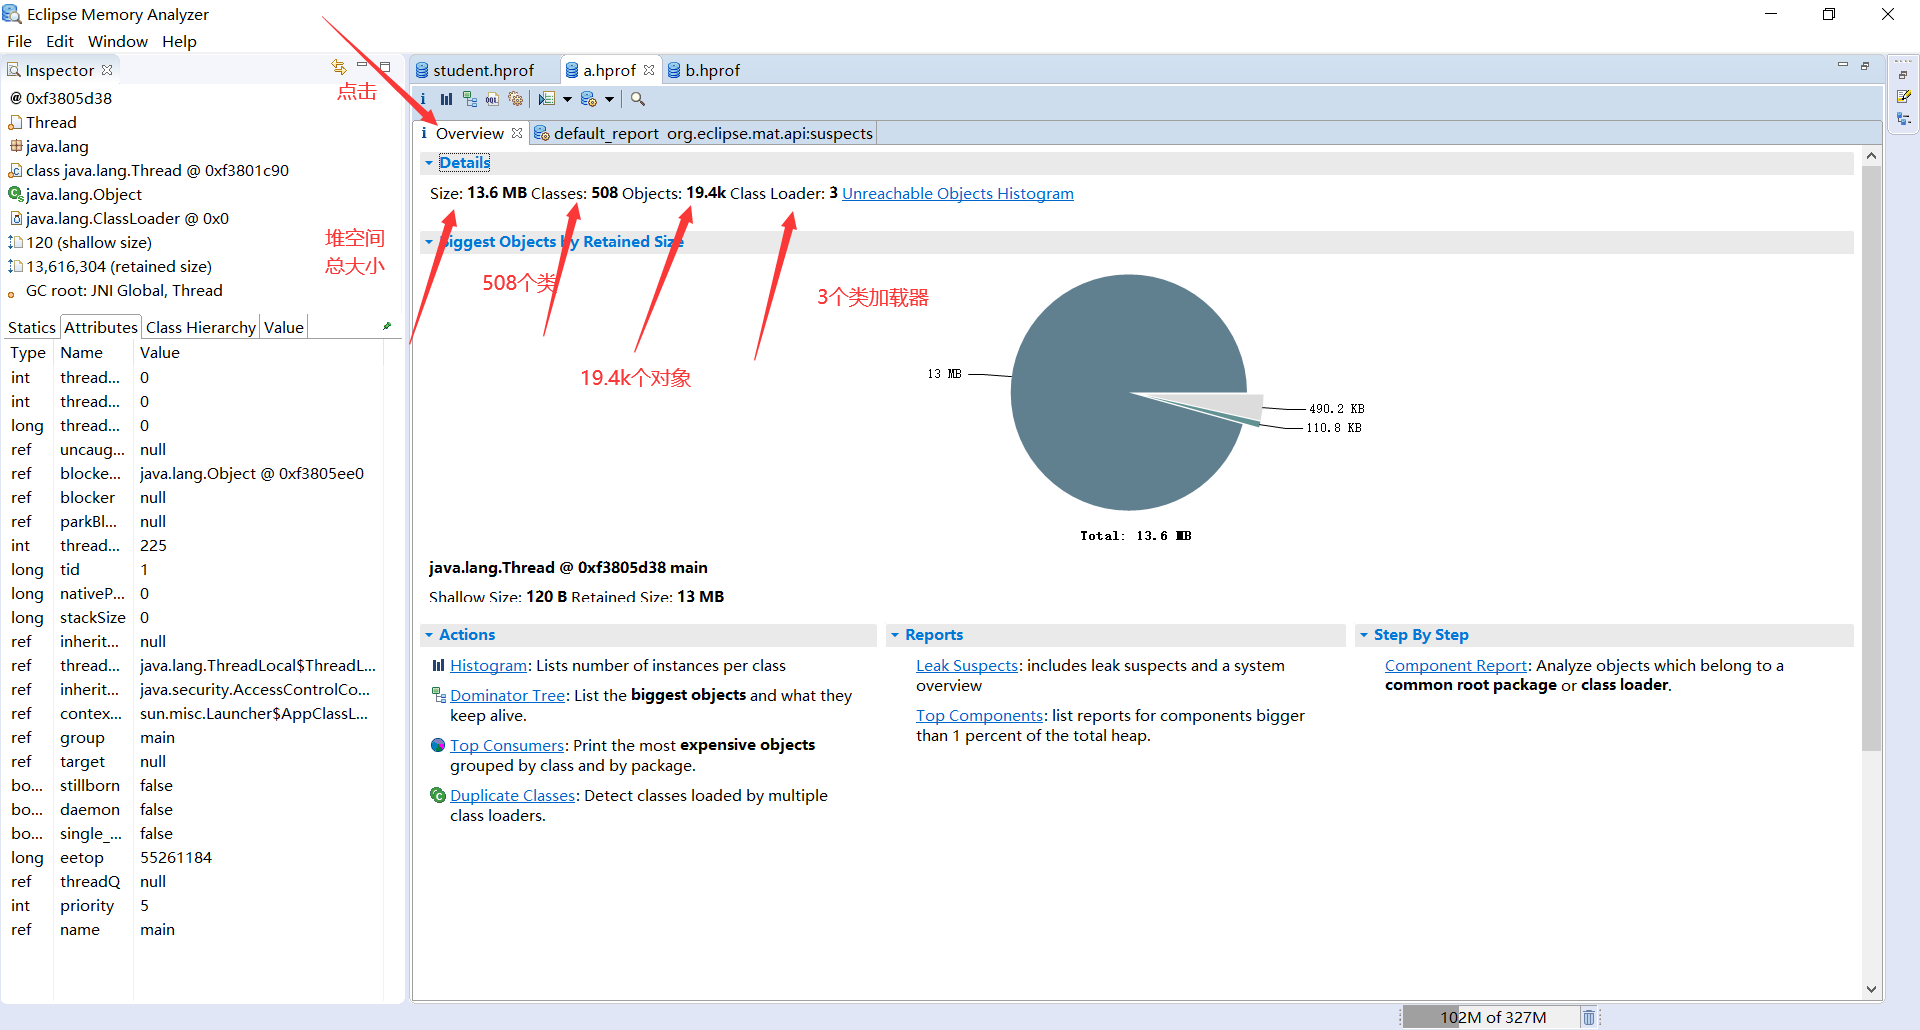 Eclipse Memory Analyzer
File Edit Window Help
Inspector
点击
@ 0xf3805d38
Thread
java.lang
class java.lang.Thread @ 0xf3801c90
java.lang.Object
java.lang.ClassLoader @ 0x0
120 (shallow size)
13,616,304 (retained size)
GC root: JNI Global, Thread
堆空间
总大小
Statics Attributes Class Hierarchy Value
Type Name Value
int thread... 0
int thread... 0
long thread... 0
ref uncaug... null
ref blocke... java.lang.Object @ 0xf3805ee0
ref blocker null
ref parkBl... null
int thread... 225
long tid 1
long nativeP... 0
long stackSize 0
ref inherit... null
ref thread... java.lang.ThreadLocal$ThreadL...
ref inherit... java.security.AccessControlCo...
ref contex... sun.misc.Launcher$AppClassL...
ref group main
ref target null
bo... stillborn false
bo... daemon false
bo... single_... false
long eetop 55261184
ref threadQ null
int priority 5
ref name main
student.hprof a.hprof b.hprof
i OQL
i Overview default_report org.eclipse.mat.api:suspects
Details
Size: 13.6 MB Classes: 508 Objects: 19.4k Class Loader: 3 Unreachable Objects Histogram
Biggest Objects by Retained Size
508个类
3个类加载器
19.4k个对象
13 MB
490.2 KB
110.8 KB
Total: 13.6 MB
java.lang.Thread @ 0xf3805d38 main
Shallow Size: 120 B Retained Size: 13 MB
Actions
Histogram: Lists number of instances per class
Dominator Tree: List the biggest objects and what they
keep alive.
Top Consumers: Print the most expensive objects
grouped by class and by package.
Duplicate Classes: Detect classes loaded by multiple
class loaders.
Reports
Leak Suspects: includes leak suspects and a system
overview
Top Components: list reports for components bigger
than 1 percent of the total heap.
Step By Step
Component Report: Analyze objects which belong to a
common root package or class loader.
102M of 327M